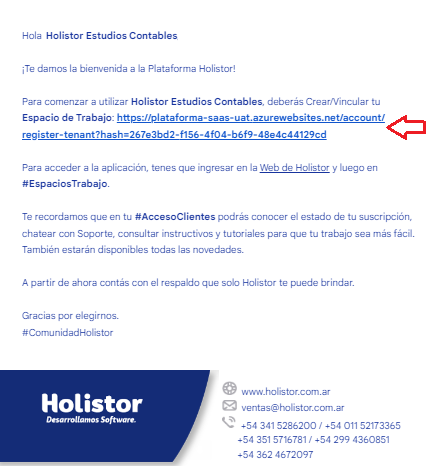 Hola Holistor Estudios Contables
¡Te damos la bienvenida a la Plataforma Holistor!
Para comenzar a utilizar Holistor Estudios Contables, deberás Crear/Vincular tu
Espacio de Trabajo: https://plataforma-saas-uat.azurewebsites.net/account/
register-tenant?hash=267e3bd2-f156-4f04-b6f9-48e4c44129cd
Para acceder a la aplicación, tenes que ingresar en la Web de Holistor y luego en
#EspaciosTrabajo.
Te recordamos que en tu #AccesoClientes podrás conocer el estado de tu suscripción,
chatear con Soporte, consultar instructivos y tutoriales para que tu trabajo sea más fácil.
También estarán disponibles todas las novedades.
A partir de ahora contás con el respaldo que solo Holistor te puede brindar.
Gracias por elegirnos.
#ComunidadHolistor
Holistor
Desarrollamos Software.
www.holistor.com.ar
ventas@holistor.com.ar
+54 341 5286200 / +54 011 52173365
+54 351 5716781 / +54 299 4360851
+54 362 4672097